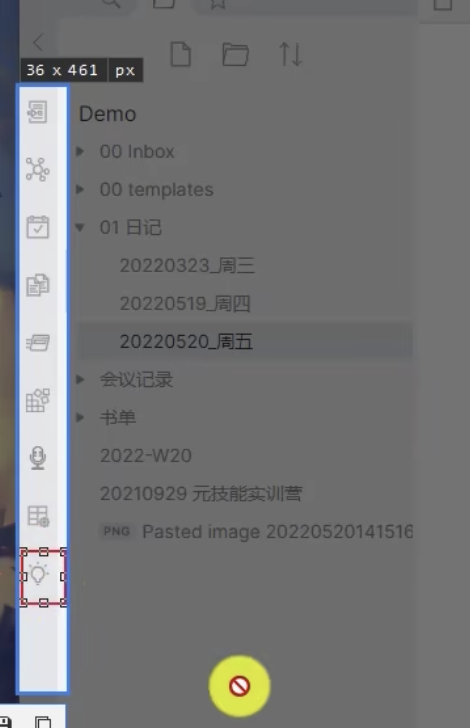 36 x 461 px
Demo
00 Inbox
00 templates
01 日记
20220323_周三
20220519_周四
20220520_周五
会议记录
书单
2022-W20
20210929 元技能实训营
PNG Pasted image 20220520141516